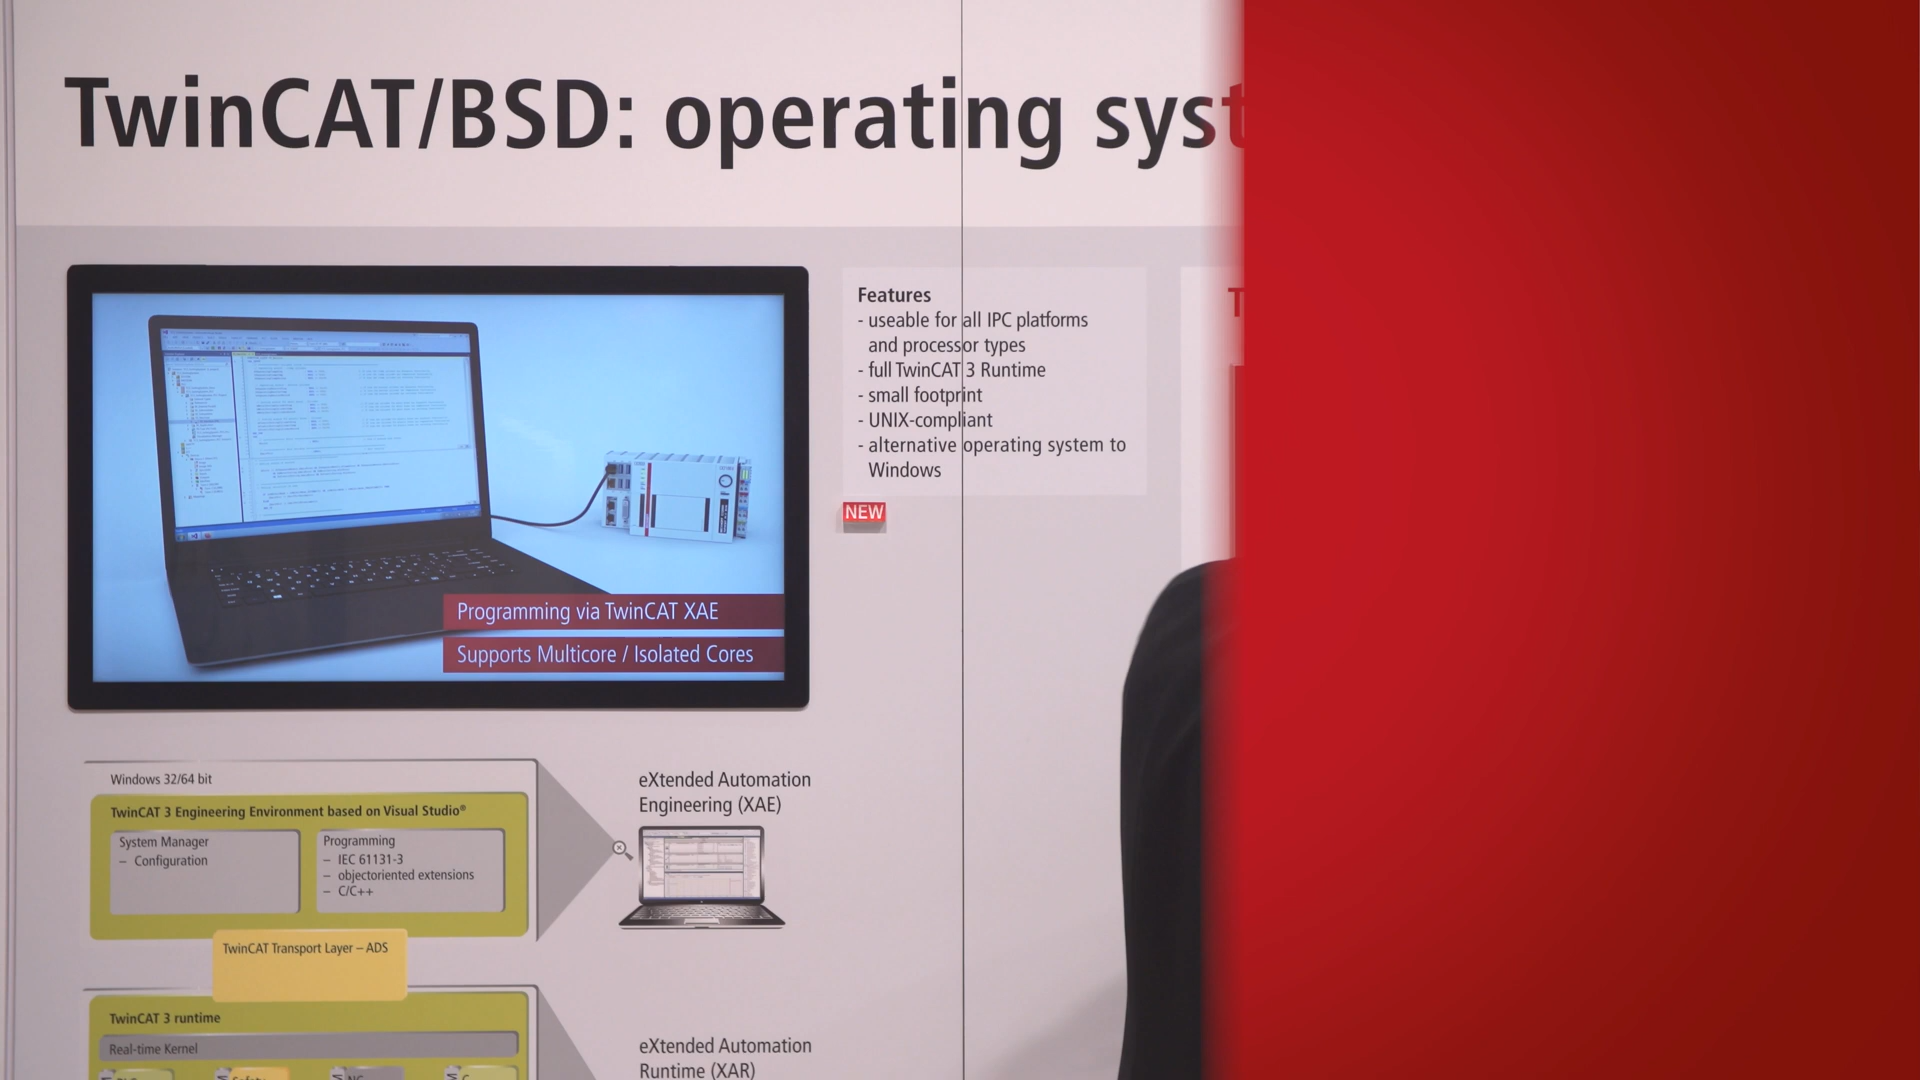 TwinCAT/BSD: operating syst
Programming via TwinCAT XAE
Supports Multicore / Isolated Cores
Features
- useable for all IPC platforms
and processor types
- full TwinCAT 3 Runtime
- small footprint
- UNIX-compliant
- alternative operating system to
Windows
NEW
Windows 32/64 bit
TwinCAT 3 Engineering Environment based on Visual Studio®
System Manager
– Configuration
Programming
– IEC 61131-3
– objectoriented extensions
– C/C++
eXtended Automation
Engineering (XAE)
TwinCAT Transport Layer – ADS
TwinCAT 3 runtime
Real-time Kernel
eXtended Automation
Runtime (XAR)